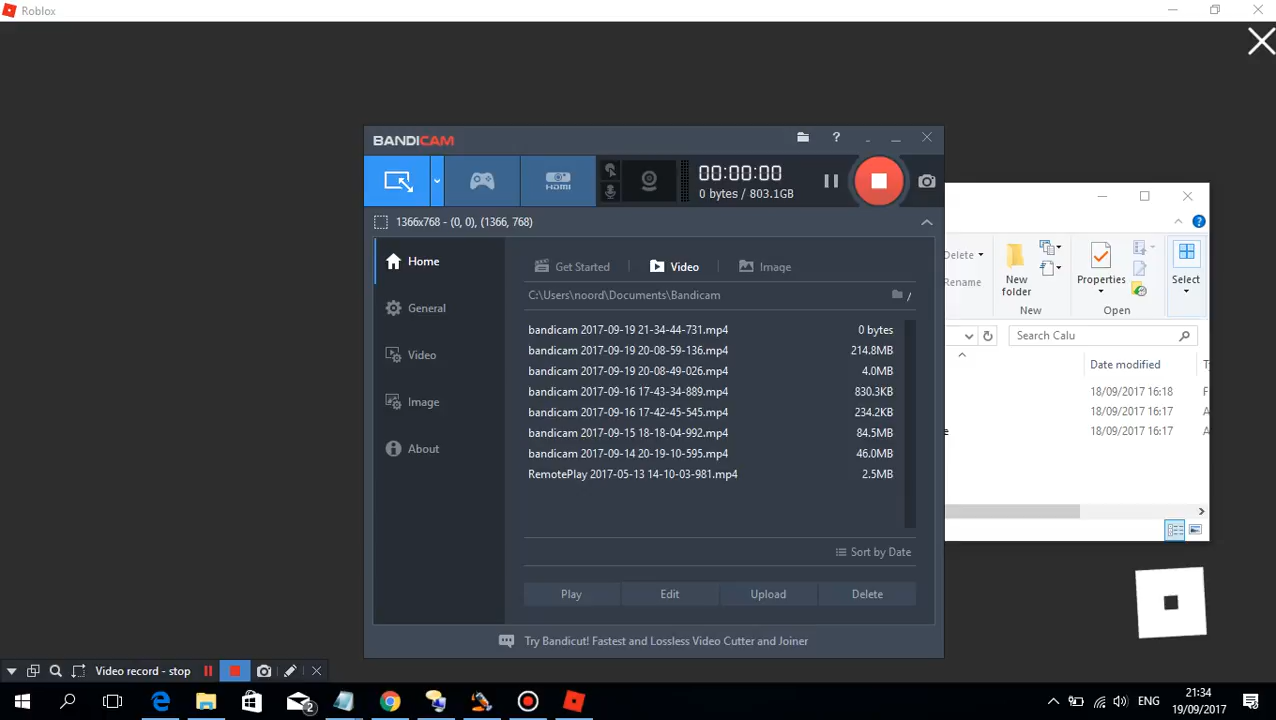 Roblox
BANDICAM
?
HDMI
00:00:00
0 bytes / 803.1GB
1366x768 - (0, 0), (1366, 768)
Home
General
Video
Image
About
Get Started
Video
Image
C:\Users\noord\Documents\Bandicam
/
bandicam 2017-09-19 21-34-44-731.mp4 0 bytes
bandicam 2017-09-19 20-08-59-136.mp4 214.8MB
bandicam 2017-09-19 20-08-49-026.mp4 4.0MB
bandicam 2017-09-16 17-43-34-889.mp4 830.3KB
bandicam 2017-09-16 17-42-45-545.mp4 234.2KB
bandicam 2017-09-15 18-18-04-992.mp4 84.5MB
bandicam 2017-09-14 20-19-10-595.mp4 46.0MB
RemotePlay 2017-05-13 14-10-03-981.mp4 2.5MB
Sort by Date
Play Edit Upload Delete
Try Bandicut! Fastest and Lossless Video Cutter and Joiner
?
Delete
Rename
New
folder
Properties
Select
New
Open
Search Calu
Date modified
18/09/2017 16:18 F
18/09/2017 16:17 A
e 18/09/2017 16:17 A
Video record - stop
2
ENG
21:34
19/09/2017